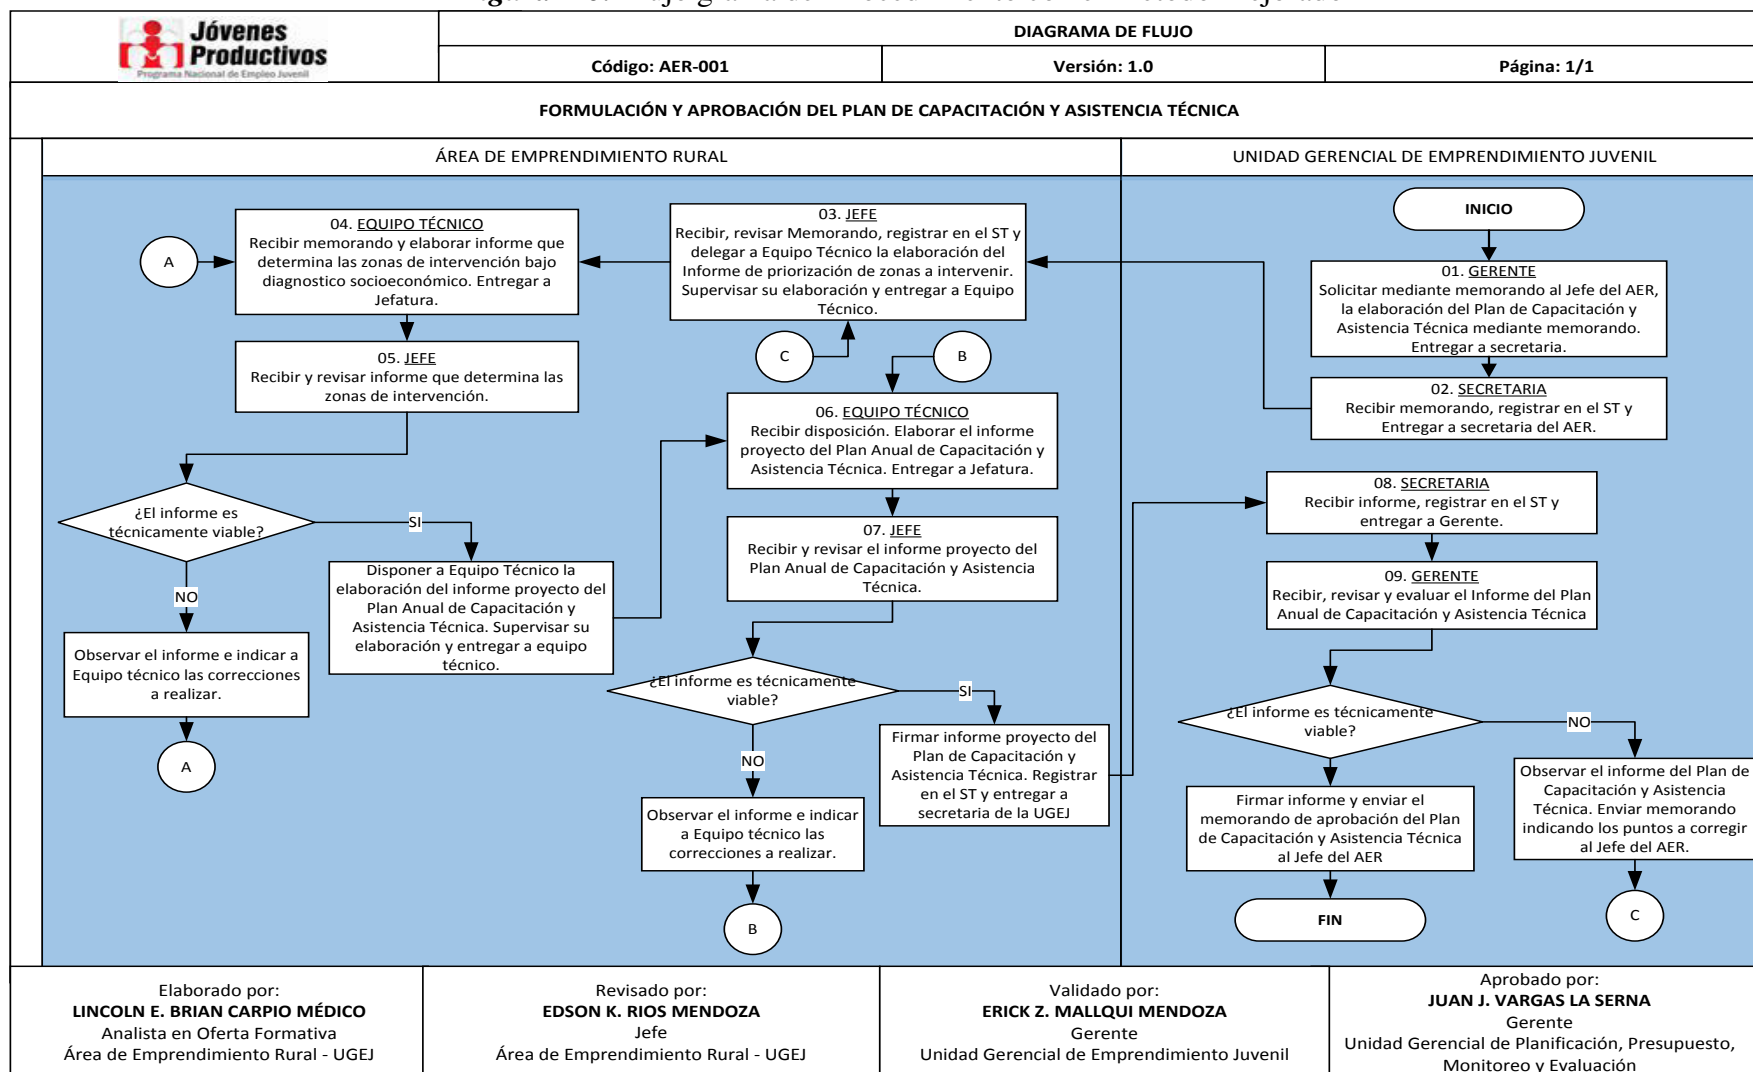 Jóvenes
Productivos
Programa Nacional de Empleo Juvenil
DIAGRAMA DE FLUJO
Código: AER-001
Versión: 1.0
Página: 1/1
FORMULACIÓN Y APROBACIÓN DEL PLAN DE CAPACITACIÓN Y ASISTENCIA TÉCNICA
ÁREA DE EMPRENDIMIENTO RURAL
UNIDAD GERENCIAL DE EMPRENDIMIENTO JUVENIL
INICIO
01. GERENTE
Solicitar mediante memorando al Jefe del AER,
la elaboración del Plan de Capacitación y
Asistencia Técnica mediante memorando.
Entregar a secretaria.
02. SECRETARIA
Recibir memorando, registrar en el ST y
Entregar a secretaria del AER.
03. JEFE
Recibir, revisar Memorando, registrar en el ST y
delegar a Equipo Técnico la elaboración del
Informe de priorización de zonas a intervenir.
Supervisar su elaboración y entregar a Equipo
Técnico.
C
B
A
04. EQUIPO TÉCNICO
Recibir memorando y elaborar informe que
determina las zonas de intervención bajo
diagnostico socioeconómico. Entregar a
Jefatura.
05. JEFE
Recibir y revisar informe que determina las
zonas de intervención.
¿El informe es
técnicamente viable?
SI
NO
Observar el informe e indicar a
Equipo técnico las correcciones
a realizar.
A
Disponer a Equipo Técnico la
elaboración del informe proyecto del
Plan Anual de Capacitación y
Asistencia Técnica. Supervisar su
elaboración y entregar a equipo
técnico.
06. EQUIPO TÉCNICO
Recibir disposición. Elaborar el informe
proyecto del Plan Anual de Capacitación y
Asistencia Técnica. Entregar a Jefatura.
07. JEFE
Recibir y revisar el informe proyecto del
Plan Anual de Capacitación y Asistencia
Técnica.
¿El informe es técnicamente
viable?
SI
NO
Observar el informe e indicar
a Equipo técnico las
correcciones a realizar.
B
Firmar informe proyecto del
Plan de Capacitación y
Asistencia Técnica. Registrar
en el ST y entregar a
secretaria de la UGEJ
08. SECRETARIA
Recibir informe, registrar en el ST y
entregar a Gerente.
09. GERENTE
Recibir, revisar y evaluar el Informe del Plan
Anual de Capacitación y Asistencia Técnica
¿El informe es técnicamente
viable?
NO
Firmar informe y enviar el
memorando de aprobación del Plan
de Capacitación y Asistencia Técnica
al Jefe del AER
FIN
Observar el informe del Plan de
Capacitación y Asistencia
Técnica. Enviar memorando
indicando los puntos a corregir
al Jefe del AER.
C
Elaborado por:
LINCOLN E. BRIAN CARPIO MÉDICO
Analista en Oferta Formativa
Área de Emprendimiento Rural - UGEJ
Revisado por:
EDSON K. RIOS MENDOZA
Jefe
Área de Emprendimiento Rural - UGEJ
Validado por:
ERICK Z. MALLQUI MENDOZA
Gerente
Unidad Gerencial de Emprendimiento Juvenil
Aprobado por:
JUAN J. VARGAS LA SERNA
Gerente
Unidad Gerencial de Planificación, Presupuesto,
Monitoreo y Evaluación